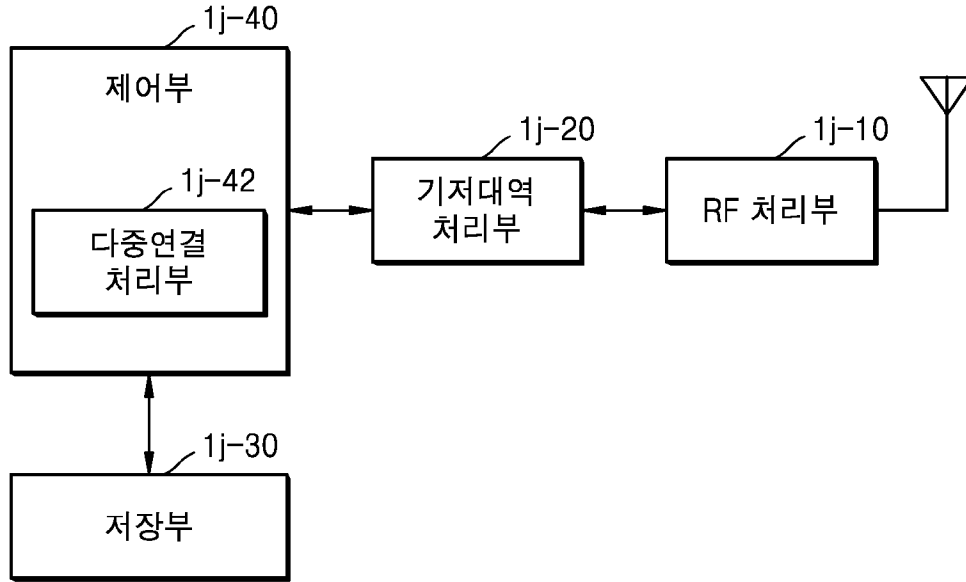 1j-40
제어부
1j-42
다중연결
처리부
1j-20
기저대역
처리부
1j-10
RF 처리부
1j-30
저장부